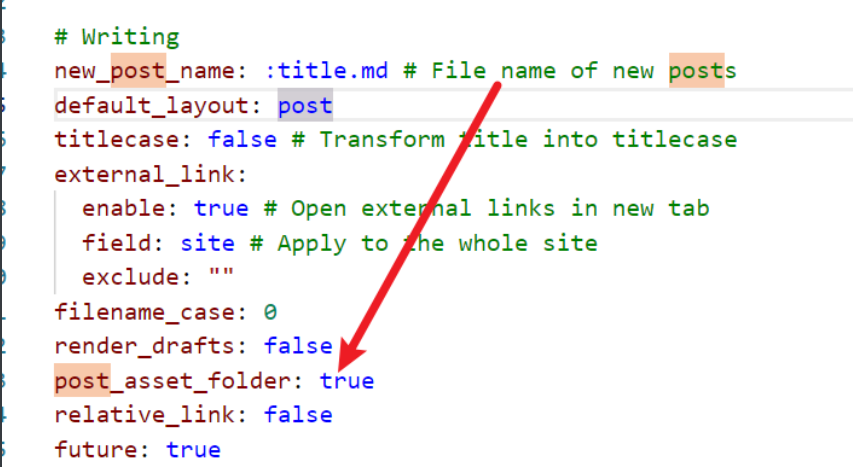 # Writing
new_post_name: :title.md # File name of new posts
default_layout: post
titlecase: false # Transform title into titlecase
external_link:
  enable: true # Open external links in new tab
  field: site # Apply to the whole site
  exclude: ""
filename_case: 0
render_drafts: false
post_asset_folder: true
relative_link: false
future: true